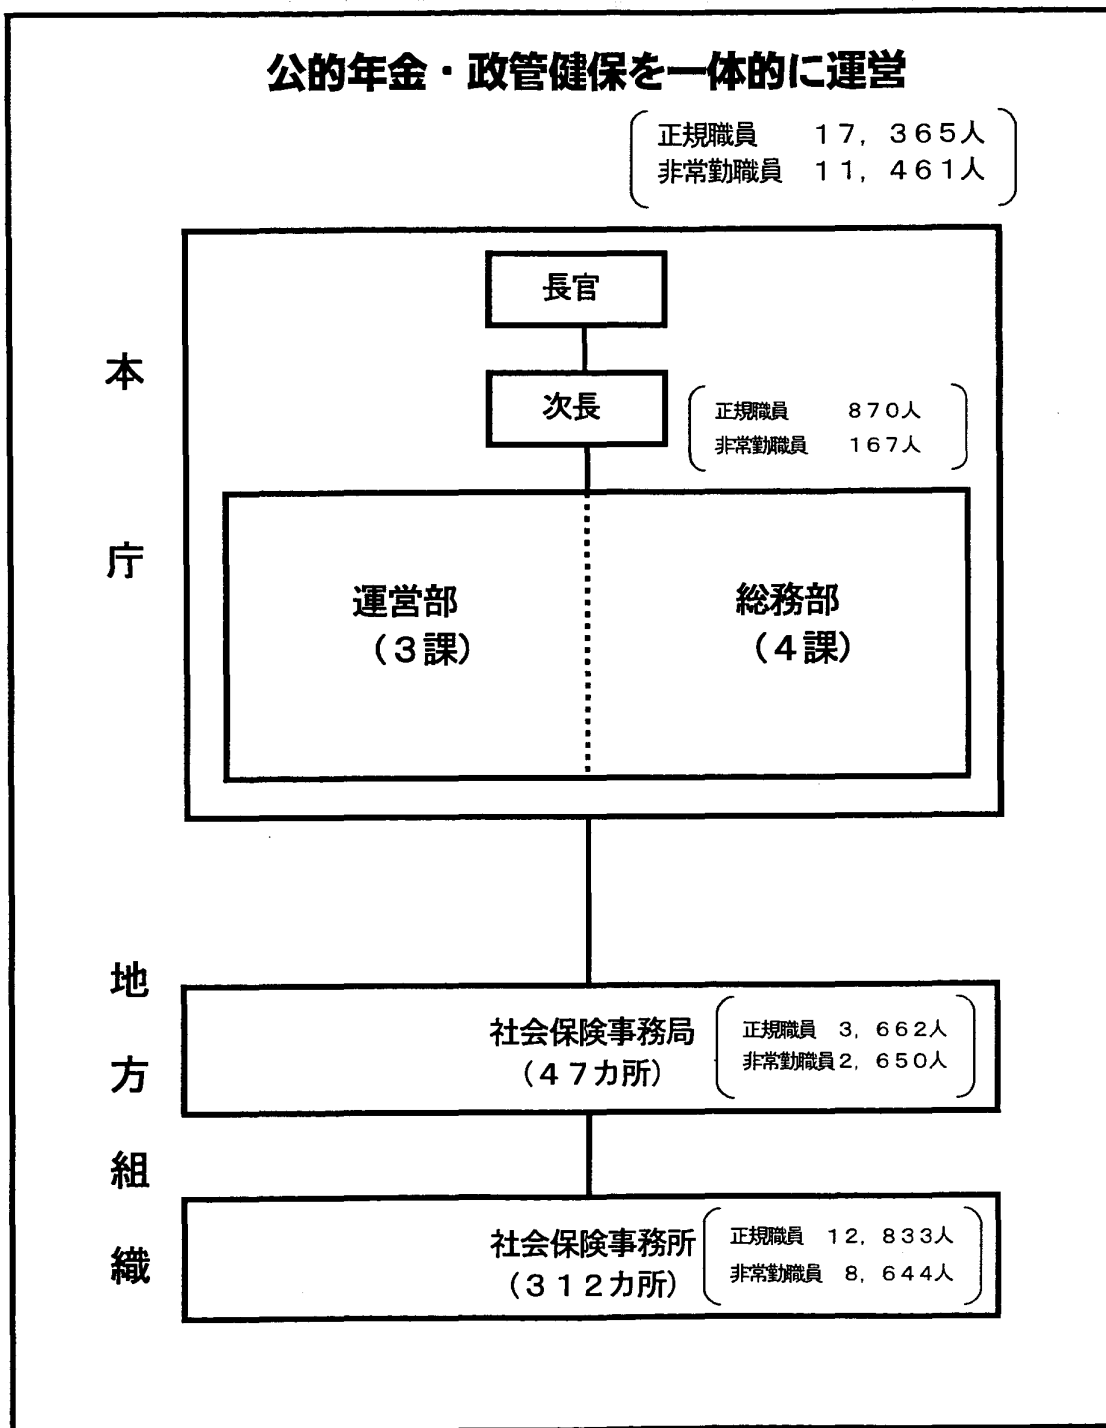 公的年金・政管健保を一体的に運営
正規職員 17,365人
非常勤職員 11,461人
本庁
長官
次長
正規職員 870人
非常勤職員 167人
運営部
(3課)
総務部
(4課)
地方組織
社会保険事務局
(47カ所)
正規職員 3,662人
非常勤職員2,650人
社会保険事務所
(312カ所)
正規職員 12,833人
非常勤職員 8,644人